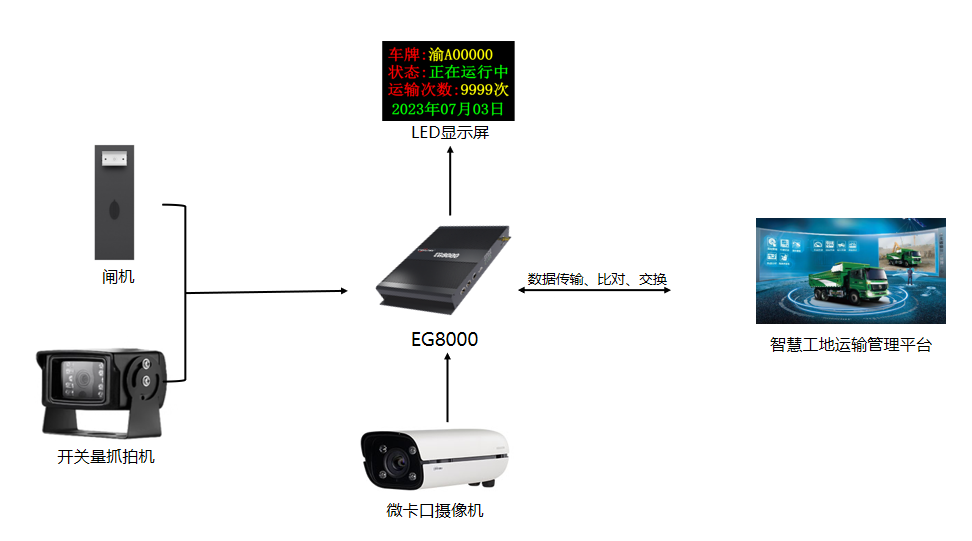 车牌:渝A00000
状态:正在运行中
运输次数:9999次
2023年07月03日
LED显示屏
闸机
EG8000
数据传输、比对、交换
EG8000
智慧工地运输管理平台
开关量抓拍机
微卡口摄像机